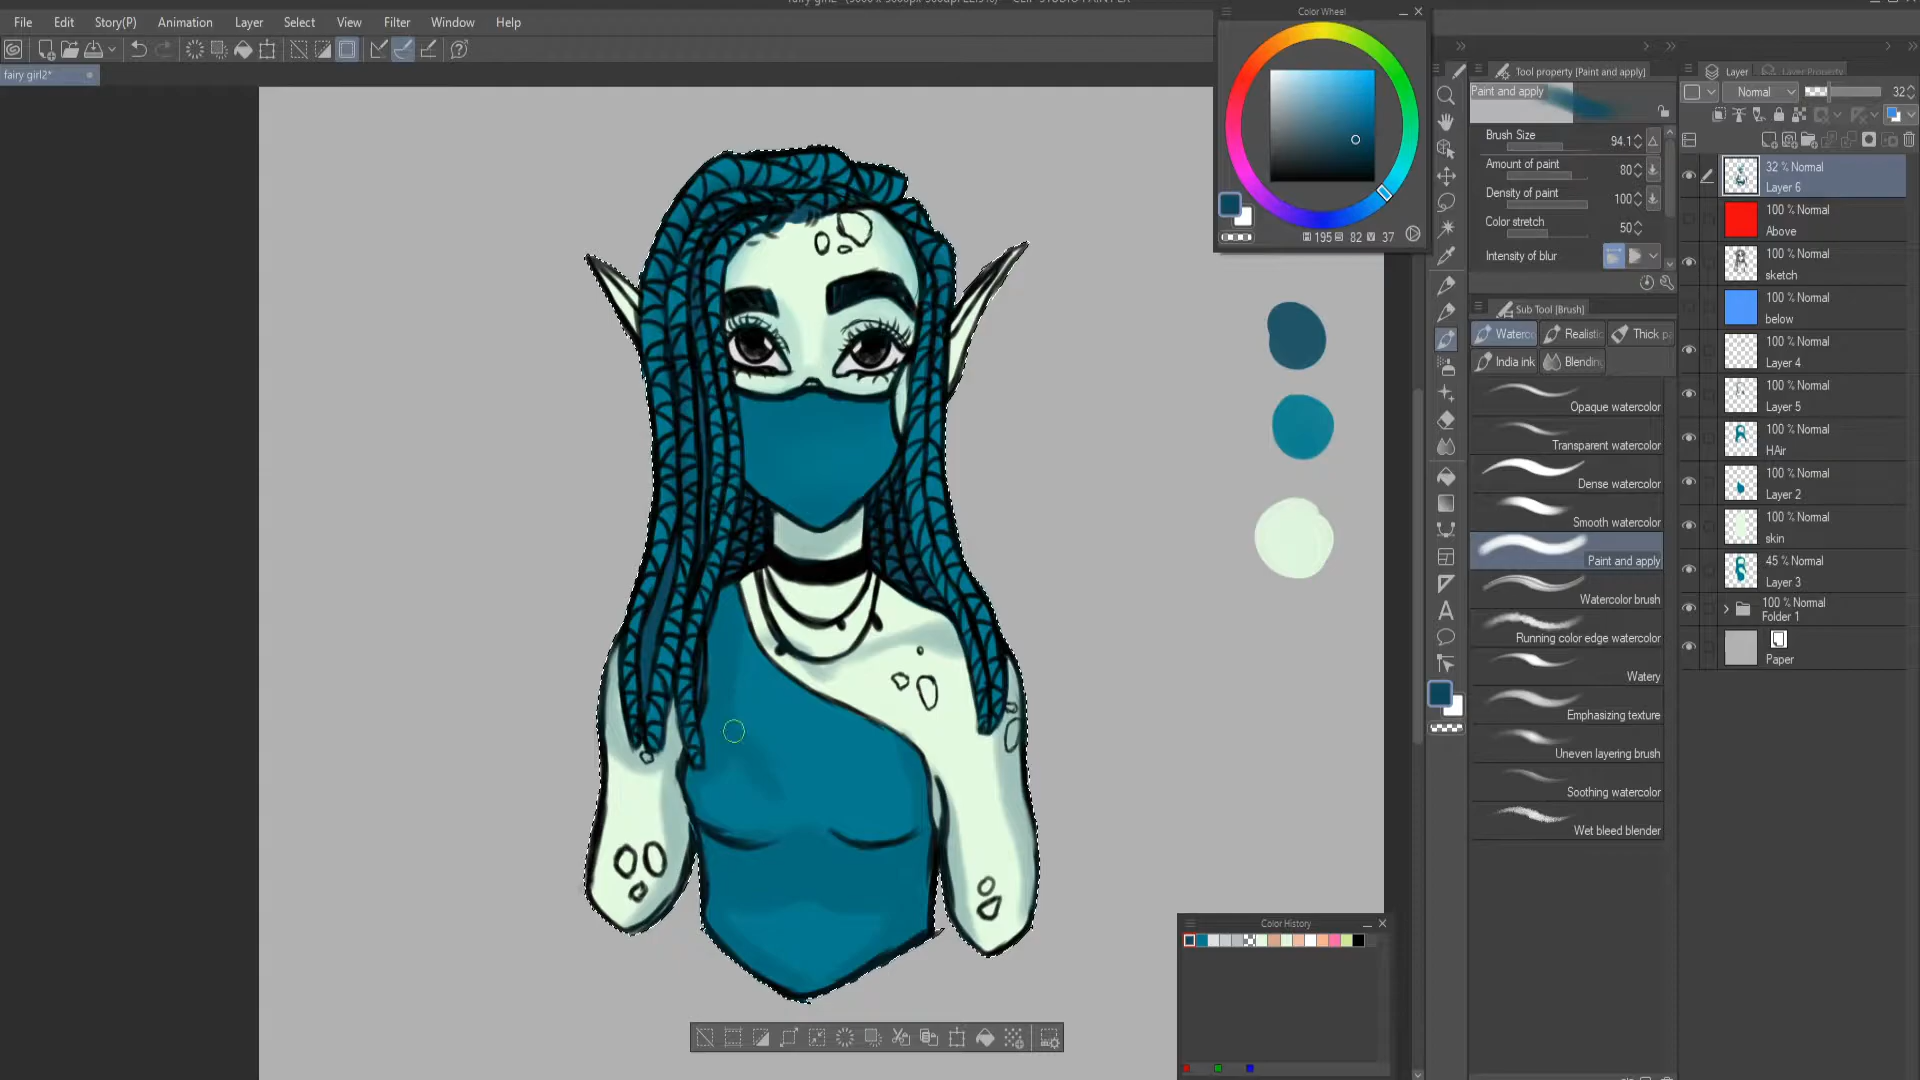 File Edit Story(P) Animation Layer Select View Filter Window Help
fairy girl2*
Color Wheel
195 82 37
Tool property [Paint and apply]
Paint and apply
Brush Size 94.1
Amount of paint 80
Density of paint 100
Color stretch 50
Intensity of blur
Sub Tool [Brush]
Waterc Realistic Thick pa
India ink Blending
Opaque watercolor
Transparent watercolor
Dense watercolor
Smooth watercolor
Paint and apply
Watercolor brush
Running color edge watercolor
Watery
Emphasizing texture
Uneven layering brush
Soothing watercolor
Wet bleed blender
Layer Layer Property
Normal 32
32 % Normal
Layer 6
100 % Normal
Above
100 % Normal
sketch
100 % Normal
below
100 % Normal
Layer 4
100 % Normal
Layer 5
100 % Normal
HAir
100 % Normal
Layer 2
100 % Normal
skin
45 % Normal
Layer 3
100 % Normal
Folder 1
Paper
Color History